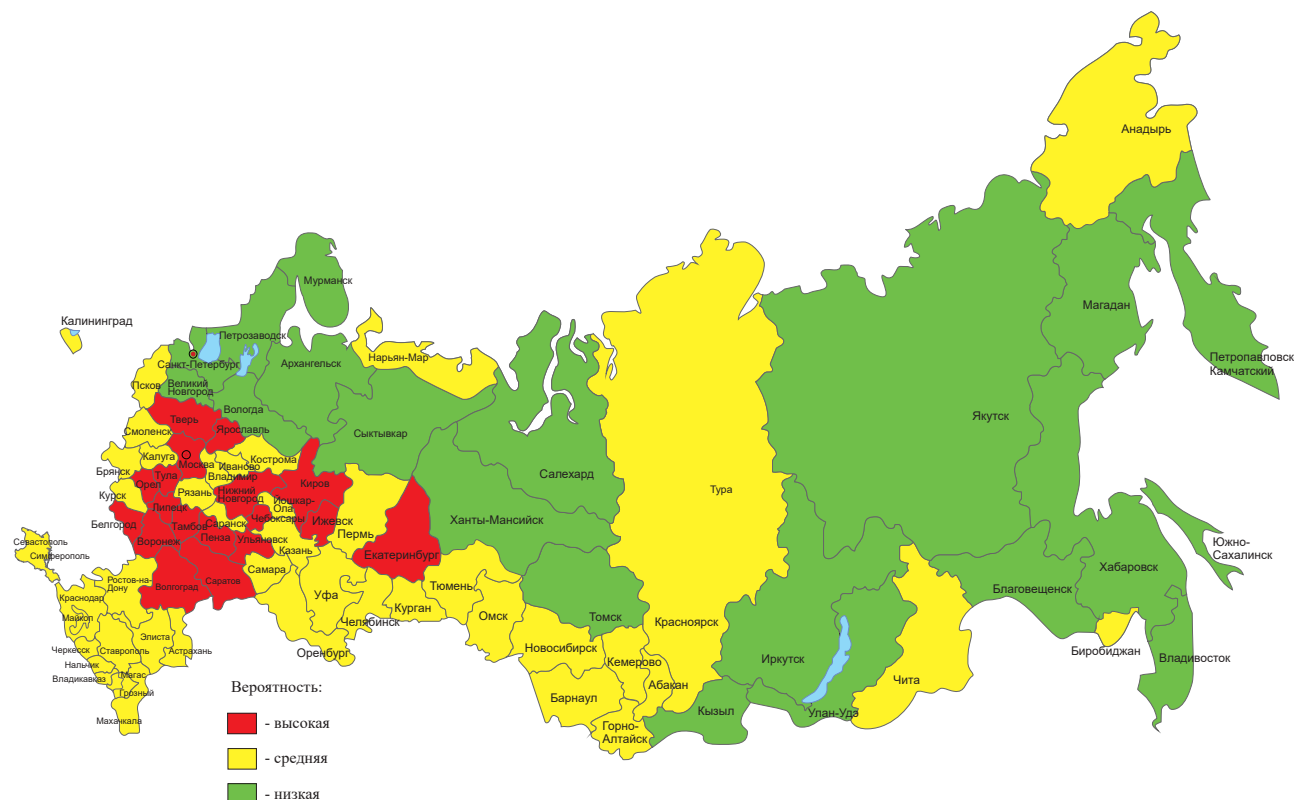 Анадырь
Мурманск
Магадан
Калининград
Петрозаводск
Нарьян-Мар
Петропавловск
Камчатский
Санкт-Петербург
Архангельск
Псков
Великий
Новгород
Вологда
Тверь
Якутск
Смоленск
Ярославль
Сыктывкар
Калуга
Москва
Иваново
Кострома
Салехард
Брянск
Тула
Владимир
Орел
Рязань
Нижний
Новгород
Киров
Тура
Курск
Липецк
Йошкар-
Ола
Белгород
Тамбов
Саранск
Чебоксары
Ижевск
Ханты-Мансийск
Воронеж
Пенза
Ульяновск
Пермь
Севастополь
Симферополь
Казань
Екатеринбург
Южно-
Сахалинск
Самара
Хабаровск
Ростов-на-
Дону
Волгоград
Саратов
Тюмень
Благовещенск
Краснодар
Уфа
Курган
Майкоп
Челябинск
Омск
Томск
Красноярск
Элиста
Черкесск
Ставрополь
Астрахань
Оренбург
Новосибирск
Биробиджан
Владивосток
Нальчик
Кемерово
Иркутск
Владикавказ
Магас
Грозный
Барнаул
Абакан
Чита
Махачкала
Горно-
Алтайск
Кызыл
Улан-Удэ
Вероятность:
- высокая
- средняя
- низкая